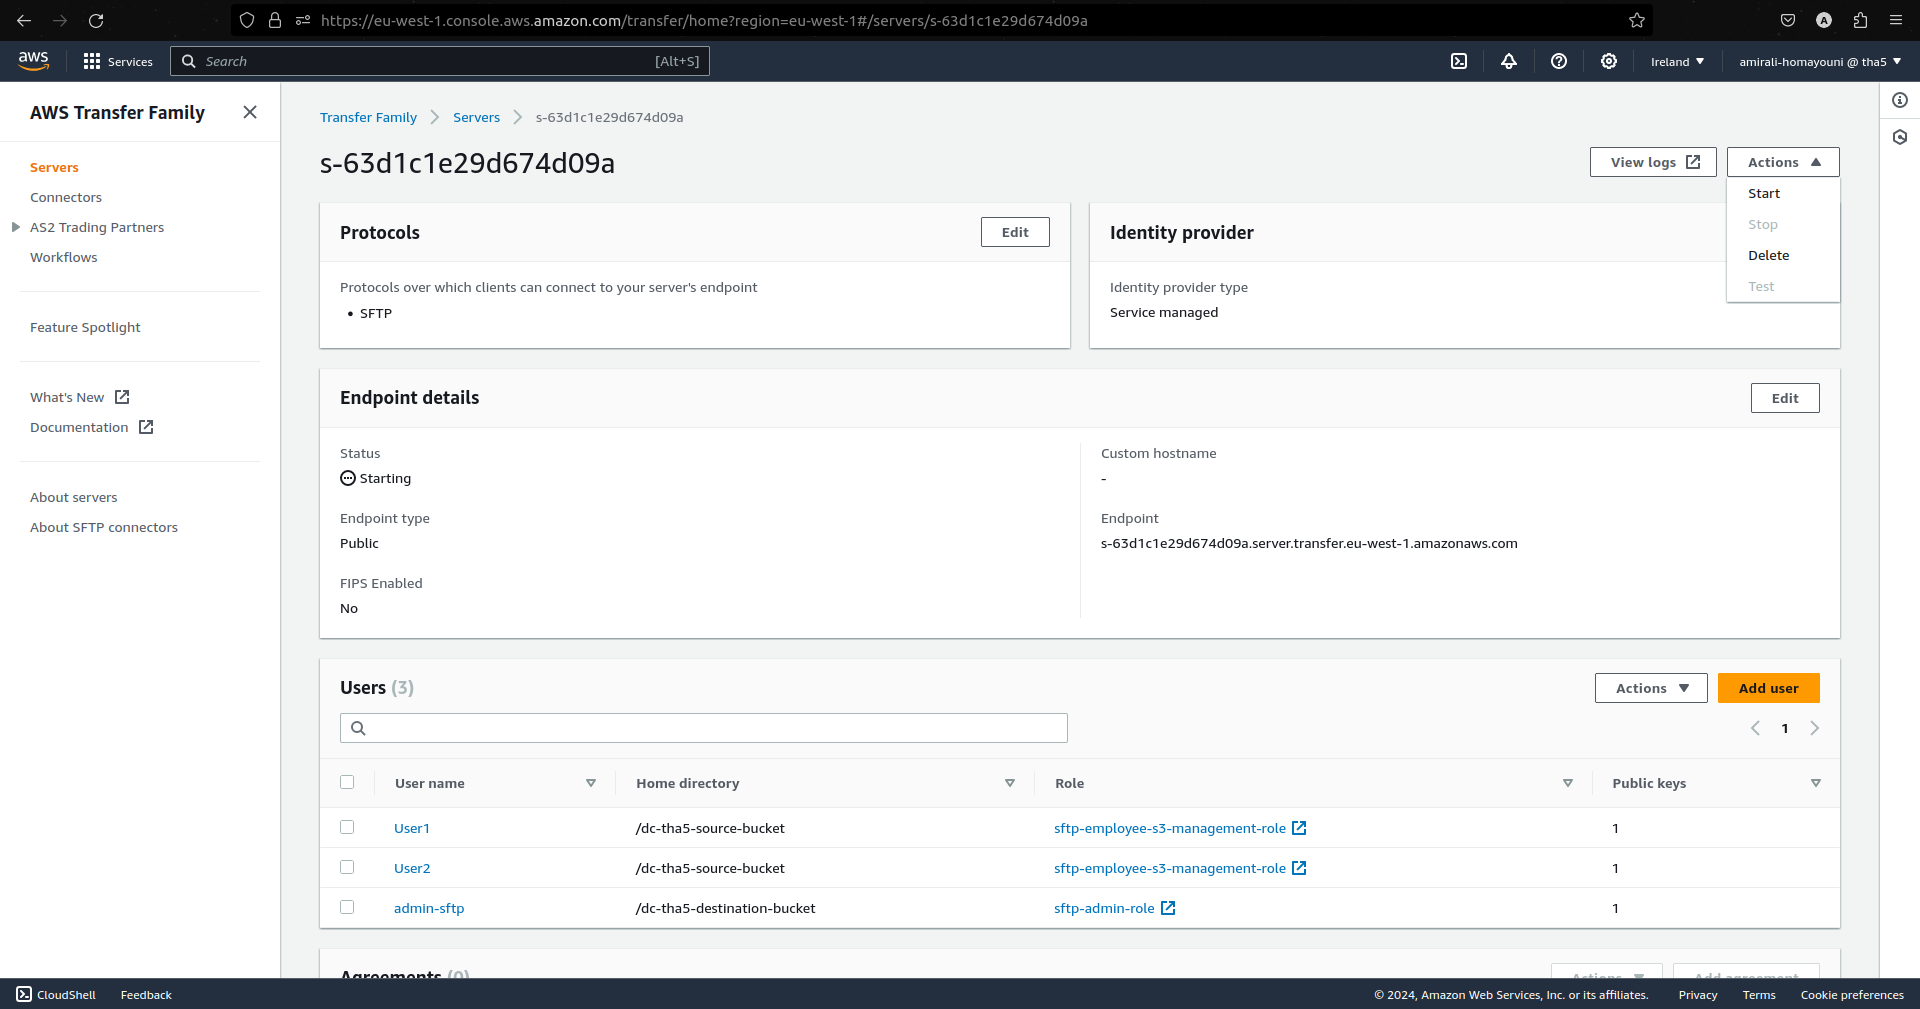 https://eu-west-1.console.aws.amazon.com/transfer/home?region=eu-west-1#/servers/s-63d1c1e29d674d09a
A
aws
Services
Search
[Alt+S]
Ireland
amirali-homayouni @ tha5
AWS Transfer Family
Servers
Connectors
AS2 Trading Partners
Workflows
Feature Spotlight
What's New
Documentation
About servers
About SFTP connectors
Transfer Family
Servers
s-63d1c1e29d674d09a
s-63d1c1e29d674d09a
View logs
Actions
Start
Stop
Delete
Test
Protocols
Edit
Protocols over which clients can connect to your server's endpoint
• SFTP
Identity provider
Identity provider type
Service managed
Endpoint details
Edit
Status
Starting
Endpoint type
Public
FIPS Enabled
No
Custom hostname
-
Endpoint
s-63d1c1e29d674d09a.server.transfer.eu-west-1.amazonaws.com
Users (3)
Actions
Add user
1
User name Home directory Role Public keys
User1 /dc-tha5-source-bucket sftp-employee-s3-management-role 1
User2 /dc-tha5-source-bucket sftp-employee-s3-management-role 1
admin-sftp /dc-tha5-destination-bucket sftp-admin-role 1
Agreements (0)
Actions
Add agreement
CloudShell
Feedback
© 2024, Amazon Web Services, Inc. or its affiliates.
Privacy
Terms
Cookie preferences